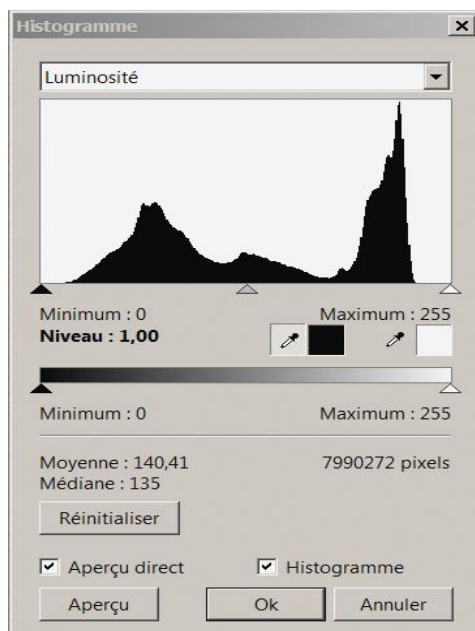 Histogramme
Luminosité
Minimum : 0 Maximum : 255
Niveau : 1,00
Minimum : 0 Maximum : 255
Moyenne : 140,41 7990272 pixels
Médiane : 135
Réinitialiser
Aperçu direct Histogramme
Aperçu Ok Annuler